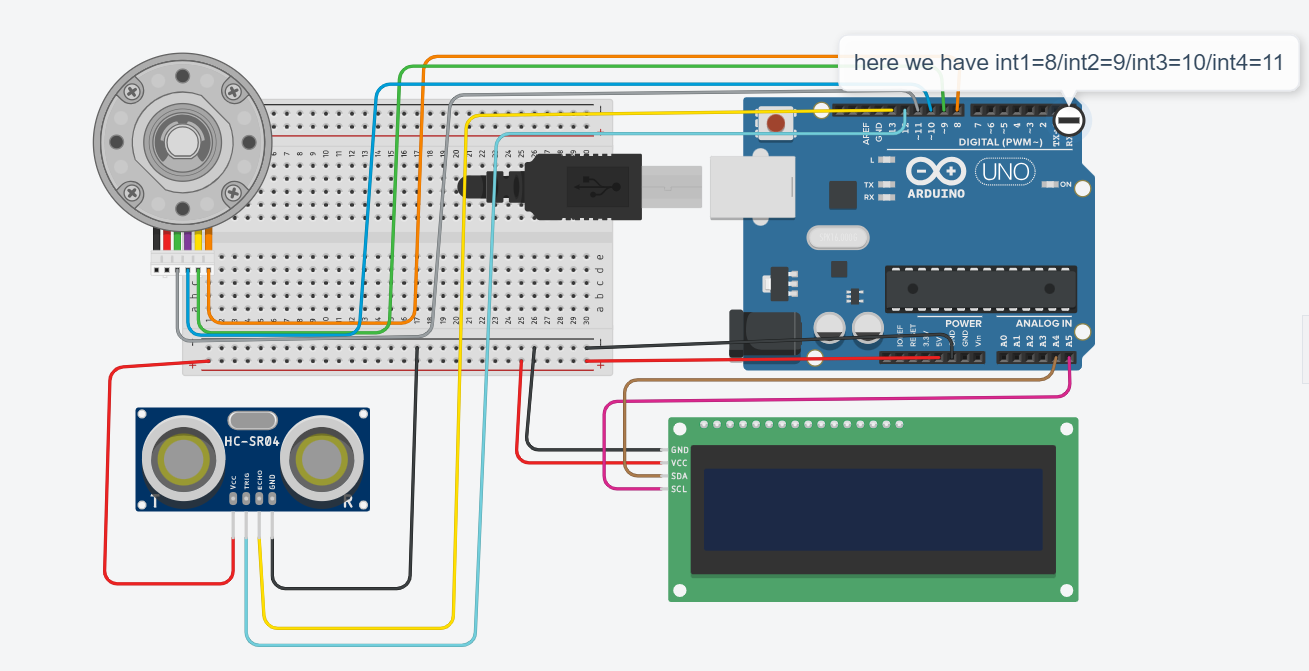 here we have int1=8/int2=9/int3=10/int4=11
AREF
GND
13
12
~11
~10
~9
8
7
~6
~5
4
~3
2
TX
RX
DIGITAL (PWM~)
L
TX
RX
ARDUINO
UNO
ON
POWER
ANALOG IN
IOREF
RESET
3.3V
5V
GND
GND
Vin
A0
A1
A2
A3
A4
A5
HC-SR04
VCC
TRIG
ECHO
GND
T
R
GND
VCC
SDA
SCL